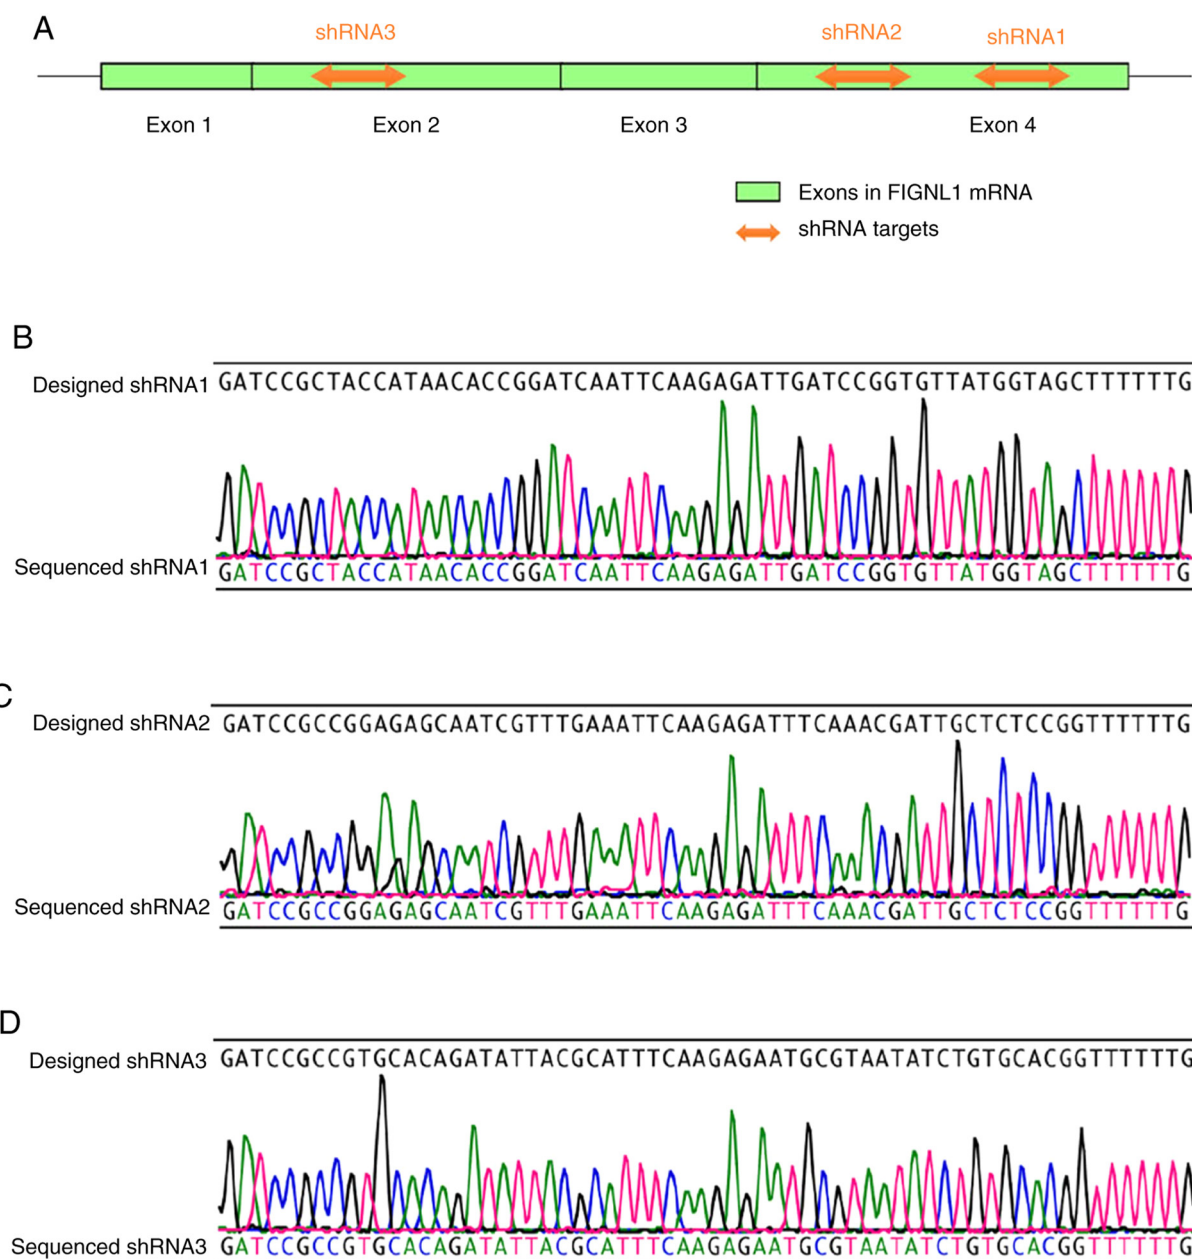 A
shRNA3
shRNA2
shRNA1
Exon 1
Exon 2
Exon 3
Exon 4
Exons in FIGNL1 mRNA
shRNA targets
B
Designed shRNA1
GATCCGCTACCATAACACCGGATCAATTCAAGAGATTGATCCGGTGTTATGGTAGCTTTTTTG
Sequenced shRNA1
GATCCGCTACCATAACACCGGATCAATTCAAGAGATTGATCCGGTGTTATGGTAGCTTTTTTG
C
Designed shRNA2
GATCCGCCGGAGAGCAATCGTTTGAAATTCAAGAGATTTCAAACGATTGCTCTCCGGTTTTTTG
Sequenced shRNA2
GATCCGCCGGAGAGCAATCGTTTGAAATTCAAGAGATTTCAAACGATTGCTCTCCGGTTTTTTG
D
Designed shRNA3
GATCCGCCGTGCACAGATATTACGCATTTCAAGAGAATGCGTAATATCTGTGCACGGTTTTTTG
Sequenced shRNA3
GATCCGCCGTGCACAGATATTACGCATTTCAAGAGAATGCGTAATATCTGTGCACGGTTTTTTG